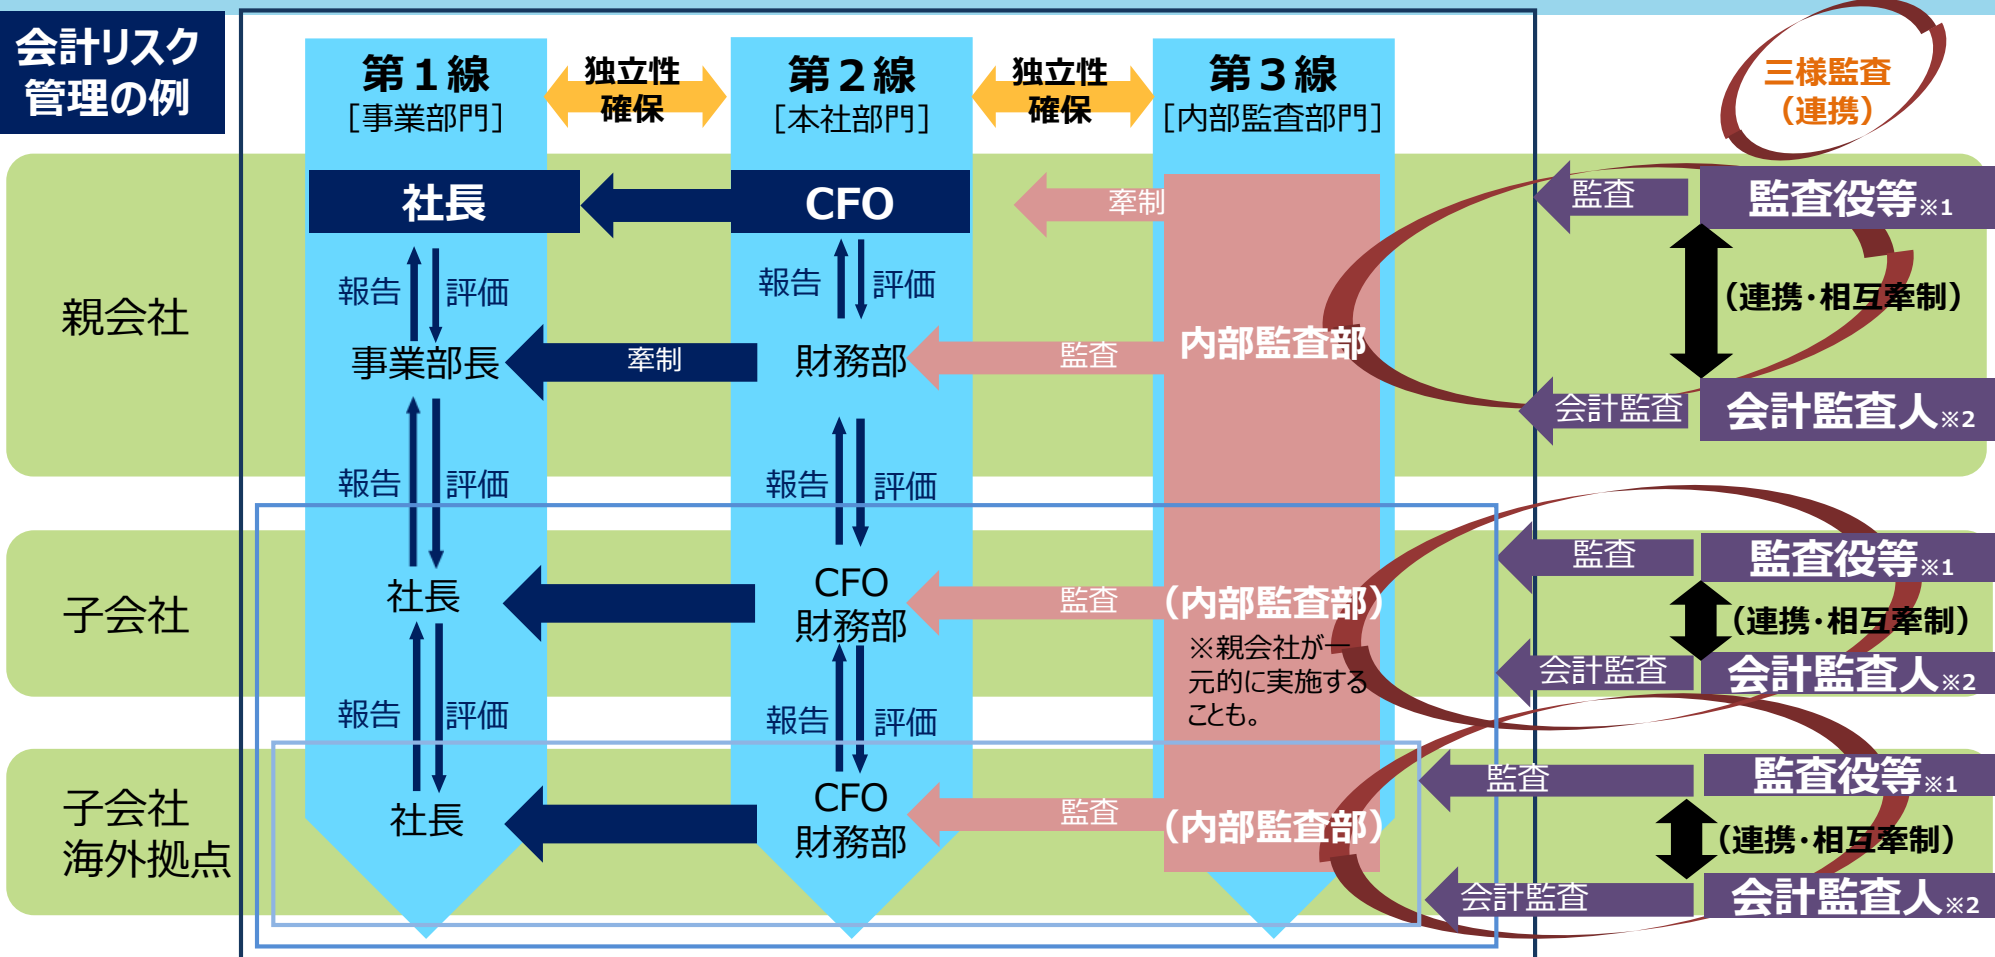 会計リスク
管理の例
第１線
［事業部門］
独立性
確保
第２線
［本社部門］
独立性
確保
第３線
［内部監査部門］
三様監査
（連携）
親会社
社長
CFO
牽制
監査
監査役等※1
報告
評価
報告
評価
（連携・相互牽制）
事業部長
牽制
財務部
監査
内部監査部
会計監査
会計監査人※2
報告
評価
報告
評価
子会社
社長
CFO
財務部
監査
（内部監査部）
※親会社が一
元的に実施する
ことも。
監査
監査役等※1
（連携・相互牽制）
会計監査
会計監査人※2
報告
評価
報告
評価
子会社
海外拠点
社長
CFO
財務部
監査
（内部監査部）
監査
監査役等※1
（連携・相互牽制）
会計監査
会計監査人※2